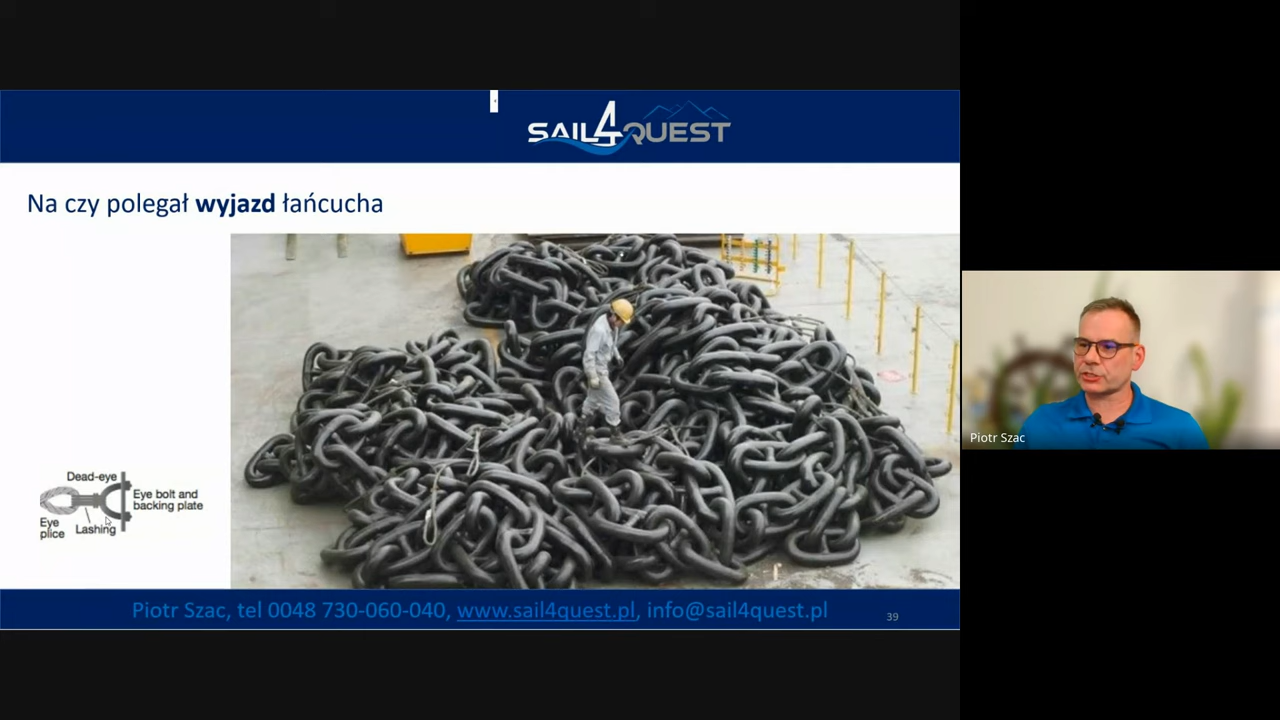 SAIL4QUEST
Na czy polegał wyjazd łańcucha
Dead-eye
Eye bolt and
backing plate
Eye
plice
Lashing
Piotr Szac, tel 0048 730-060-040, www.sail4quest.pl, info@sail4quest.pl
39
Piotr Szac